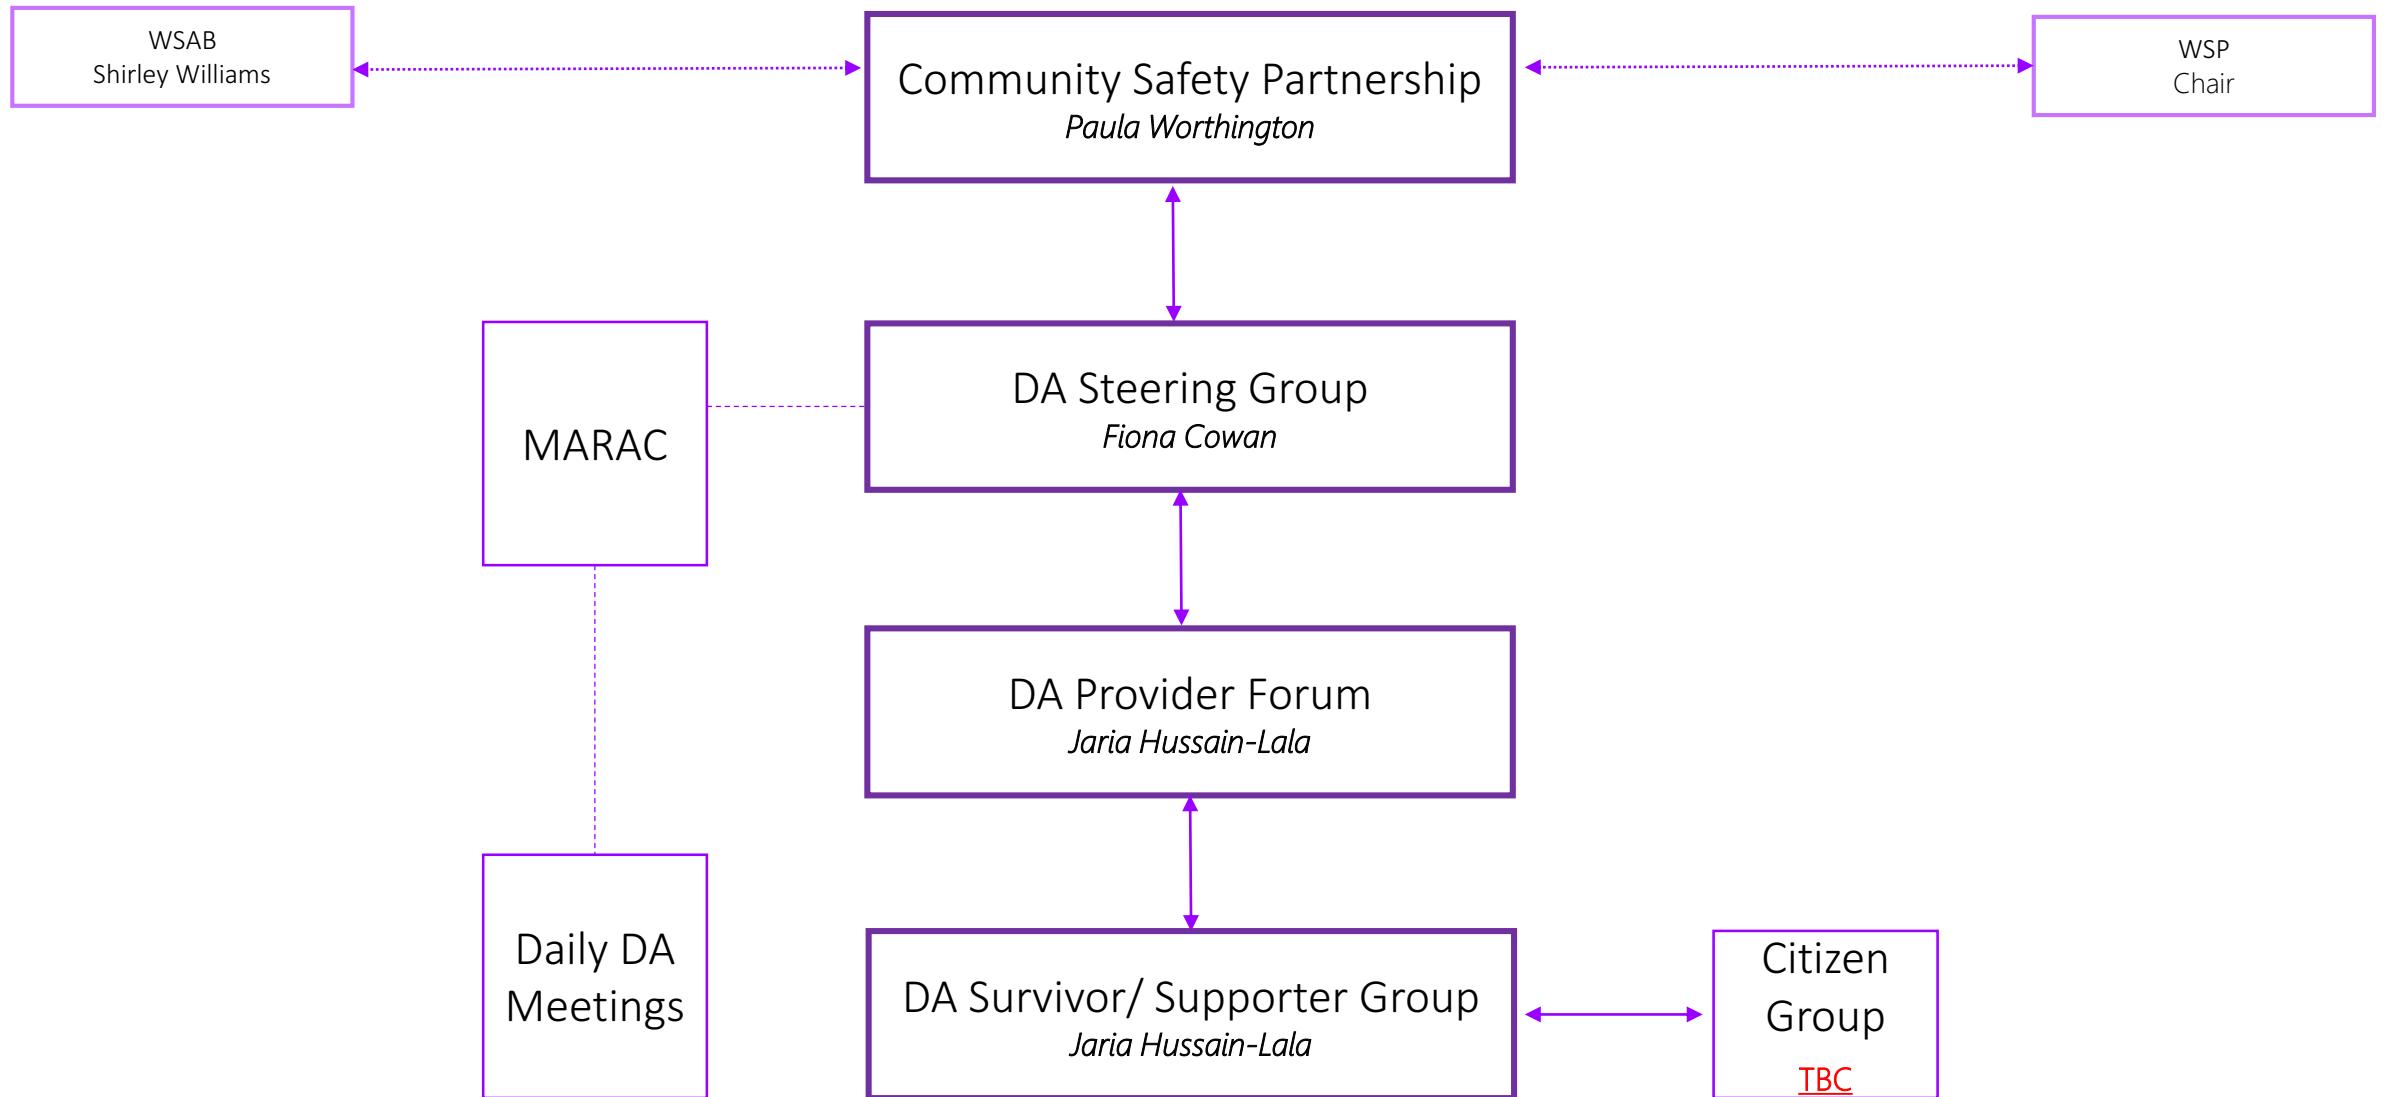 WSAB
Shirley Williams
Community Safety Partnership
Paula Worthington
WSP
Chair
MARAC
DA Steering Group
Fiona Cowan
DA Provider Forum
Jaria Hussain-Lala
Daily DA
Meetings
DA Survivor/ Supporter Group
Jaria Hussain-Lala
Citizen
Group
TBC